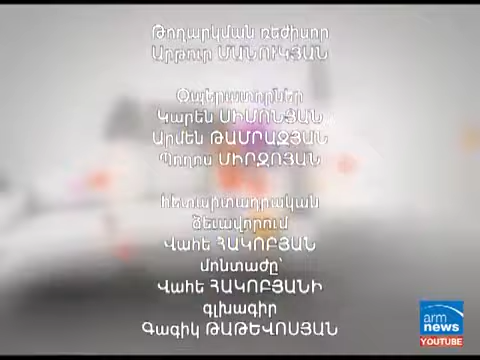 Թողարկման ռեժիսոր
Արթուր ՄԱՆՈՒԿՅԱՆ
Օպերատորներ
Կարեն ՍԻՄՈՆՅԱՆ
Արմեն ԹԱՄՐԱԶՅԱՆ
Պողոս ՄԻՐԶՈՅԱՆ
հետարտադրական
ձեւավորում
Վահե ՀԱԿՈԲՅԱՆ
մոնտաժը՝
Վահե ՀԱԿՈԲՅԱՆԻ
գլխագիր
Գագիկ ԹԱԹԵՎՈՍՅԱՆ
arm
news
YOUTUBE